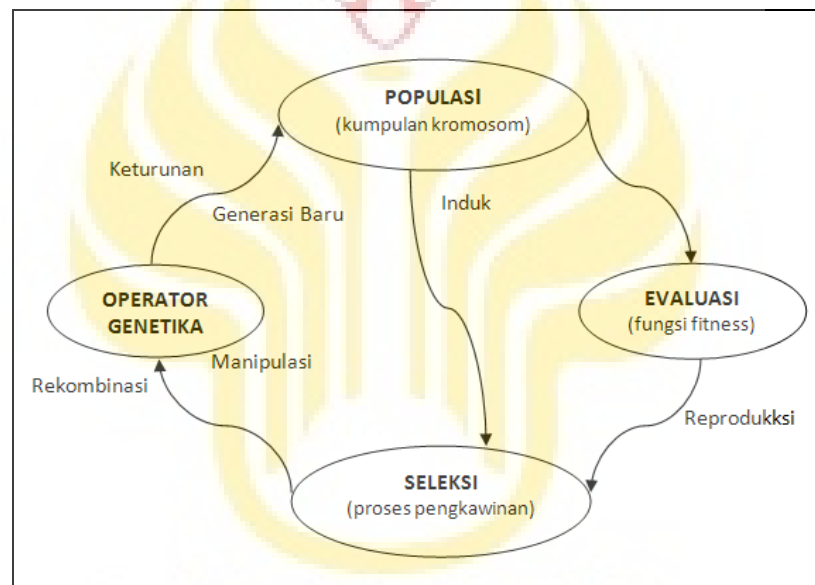 POPULASI
(kumpulan kromosom)
Keturunan
Induk
Generasi Baru
OPERATOR
GENETIKA
EVALUASI
(fungsi fitness)
Manipulasi
Rekombinasi
Reprodukksi
SELEKSI
(proses pengkawinan)